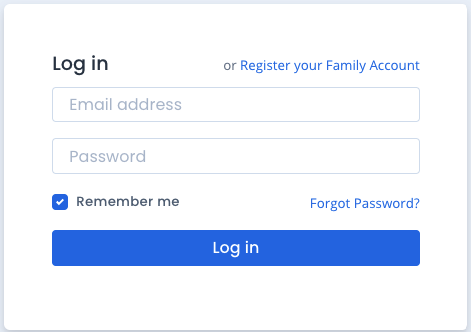 Log in or Register your Family Account
Email address
Password
Remember me Forgot Password?
Log in